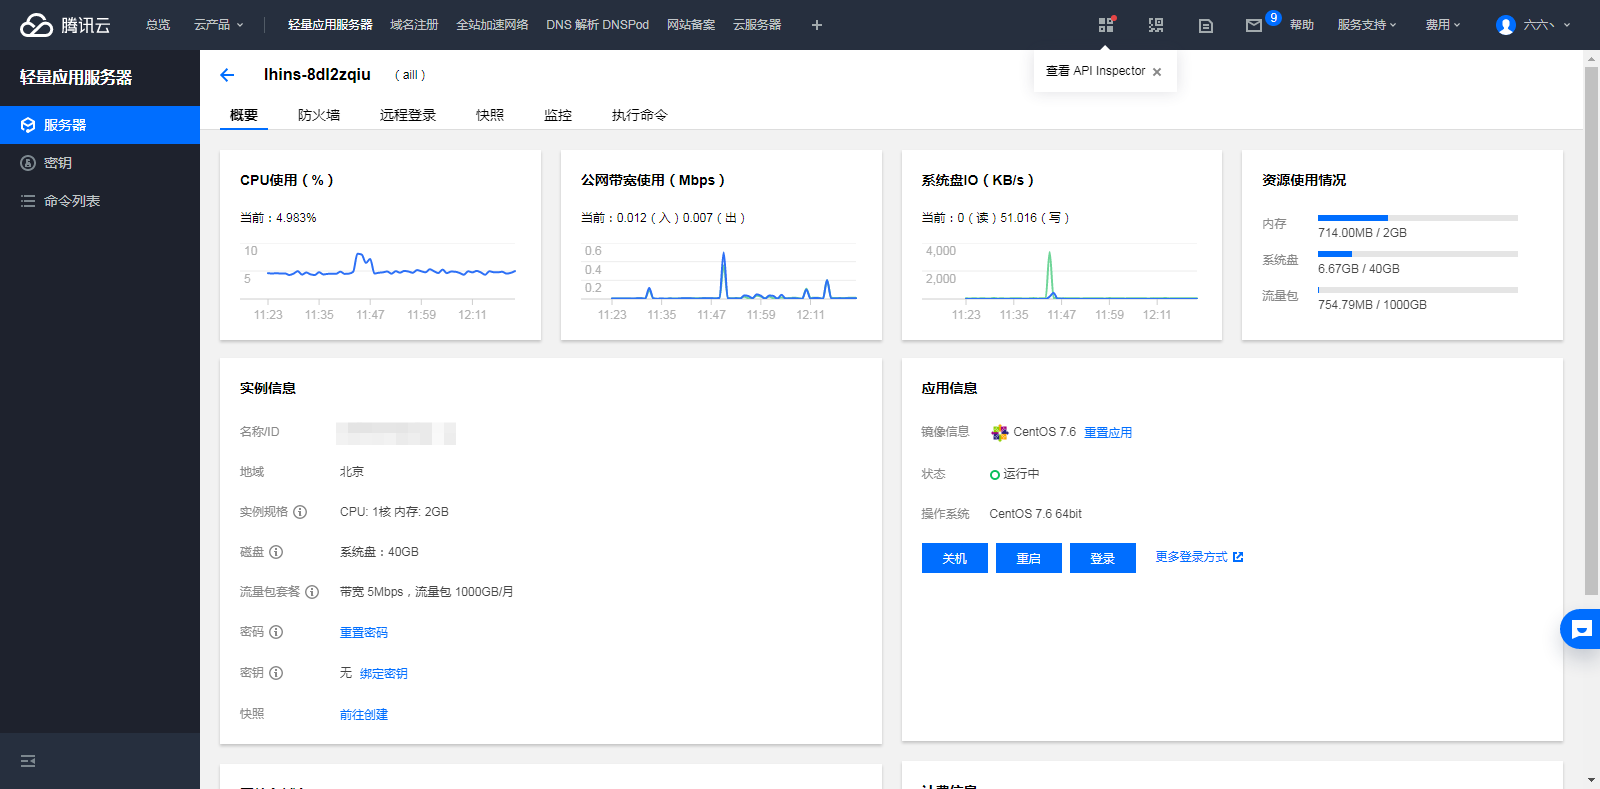 腾讯云 总览 云产品 轻量应用服务器 域名注册 全站加速网络 DNS 解析 DNSPod 网站备案 云服务器 + 9 帮助 服务支持 费用 六六丶
轻量应用服务器
服务器
密钥
命令列表
lhins-8dl2zqiu ( aill )
查看 API Inspector ×
概要 防火墙 远程登录 快照 监控 执行命令
CPU使用 ( % )
当前：4.983%
10
5
11:23 11:35 11:47 11:59 12:11
公网带宽使用 ( Mbps )
当前：0.012 ( 入 ) 0.007 ( 出 )
0.6
0.4
0.2
11:23 11:35 11:47 11:59 12:11
系统盘IO ( KB/s )
当前：0 ( 读 ) 51.016 ( 写 )
4,000
2,000
11:23 11:35 11:47 11:59 12:11
资源使用情况
内存
714.00MB / 2GB
系统盘
6.67GB / 40GB
流量包
754.79MB / 1000GB
实例信息
名称/ID
地域 北京
实例规格 CPU: 1核 内存: 2GB
磁盘 系统盘：40GB
流量包套餐 带宽 5Mbps，流量包 1000GB/月
密码 重置密码
密钥 无 绑定密钥
快照 前往创建
应用信息
镜像信息 CentOS 7.6 重置应用
状态 运行中
操作系统 CentOS 7.6 64bit
关机 重启 登录 更多登录方式